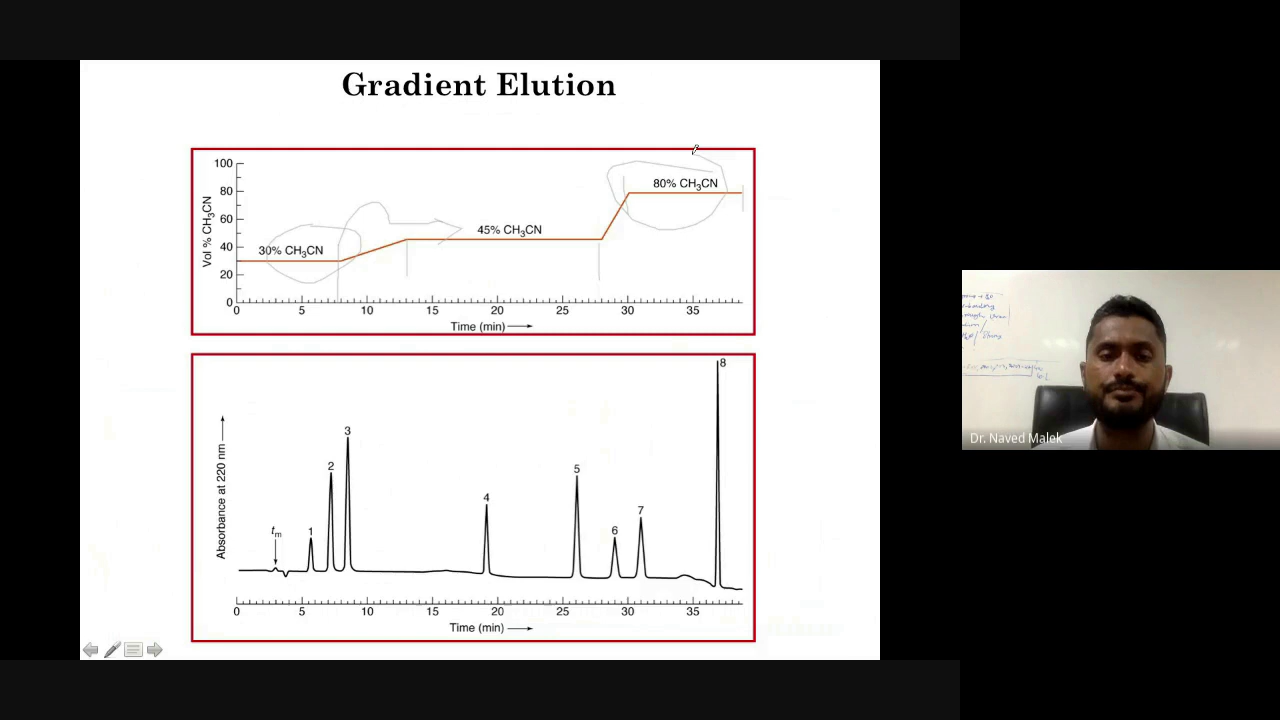 Gradient Elution
100
80
60
40
20
0
Vol % CH₃CN
30% CH₃CN
45% CH₃CN
80% CH₃CN
0 5 10 15 20 25 30 35
Time (min)
Absorbance at 220 nm
tm
1
2
3
4
5
6
7
8
0 5 10 15 20 25 30 35
Time (min)
Dr. Naved Malek